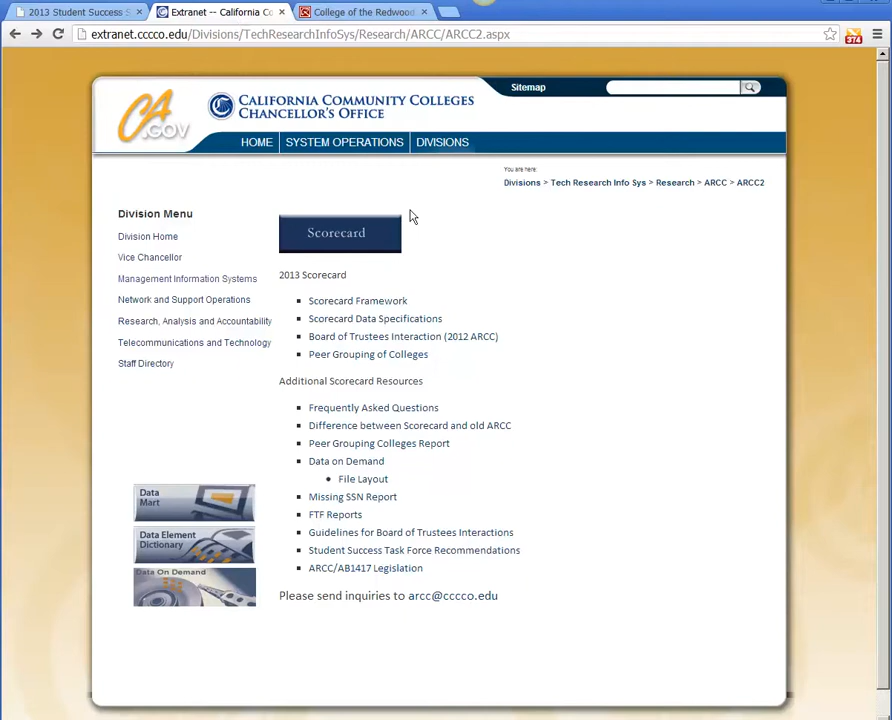 2013 Student Success S
Extranet -- California Co
College of the Redwood
extranet.cccco.edu/Divisions/TechResearchInfoSys/Research/ARCC/ARCC2.aspx
374
Sitemap
CA.GOV
CALIFORNIA COMMUNITY COLLEGES
CHANCELLOR'S OFFICE
HOME
SYSTEM OPERATIONS
DIVISIONS
You are here:
Divisions > Tech Research Info Sys > Research > ARCC > ARCC2
Division Menu
Division Home
Vice Chancellor
Management Information Systems
Network and Support Operations
Research, Analysis and Accountability
Telecommunications and Technology
Staff Directory
Data
Mart
Data Element
Dictionary
Data On Demand
Scorecard
2013 Scorecard
Scorecard Framework
Scorecard Data Specifications
Board of Trustees Interaction (2012 ARCC)
Peer Grouping of Colleges
Additional Scorecard Resources
Frequently Asked Questions
Difference between Scorecard and old ARCC
Peer Grouping Colleges Report
Data on Demand
File Layout
Missing SSN Report
FTF Reports
Guidelines for Board of Trustees Interactions
Student Success Task Force Recommendations
ARCC/AB1417 Legislation
Please send inquiries to arcc@cccco.edu